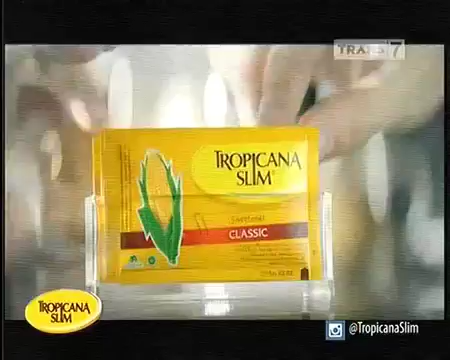 TRANS 7
TROPICANA
SLIM
Sweetener
CLASSIC
TROPICANA
SLIM
@TropicanaSlim